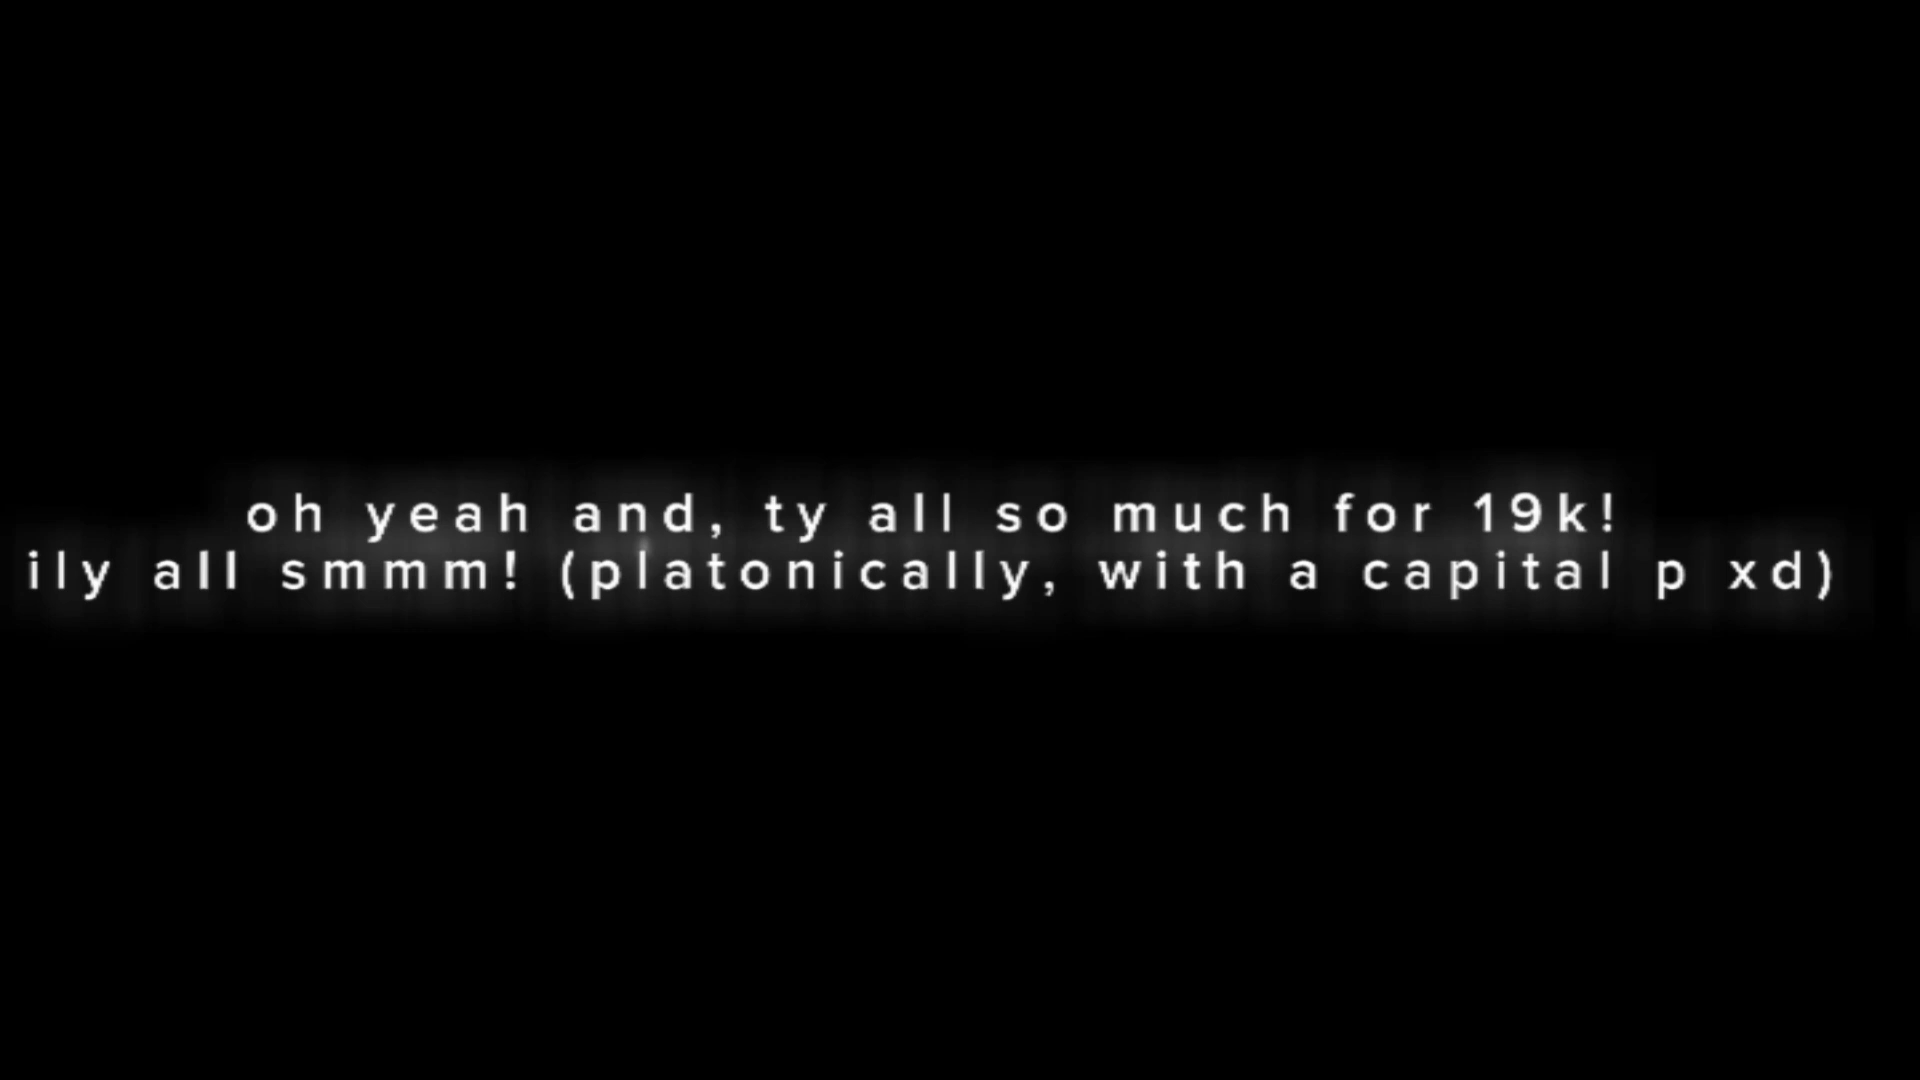 oh yeah and, ty all so much for 19k!
ily all smmm! (platonically, with a capital p xd)